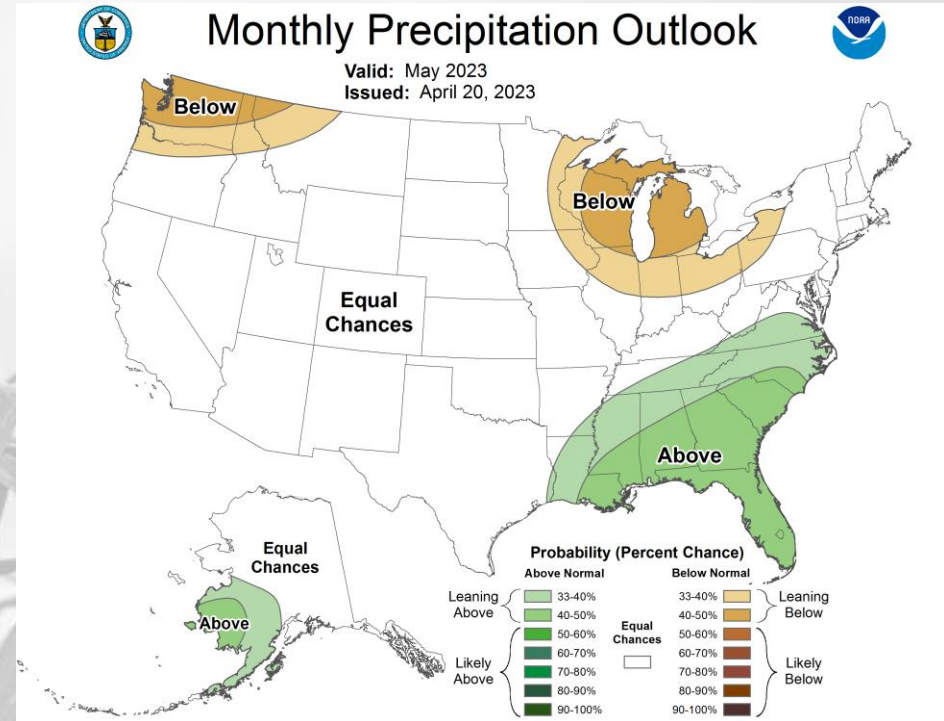 Monthly Precipitation Outlook
NOAA
Valid: May 2023
Issued: April 20, 2023
Below
Below
Equal
Chances
Above
Equal
Chances
Above
Probability (Percent Chance)
Above Normal
Below Normal
Leaning
Above
33-40%
40-50%
50-60%
60-70%
70-80%
80-90%
90-100%
Likely
Above
Equal
Chances
33-40%
40-50%
50-60%
60-70%
70-80%
80-90%
90-100%
Leaning
Below
Likely
Below